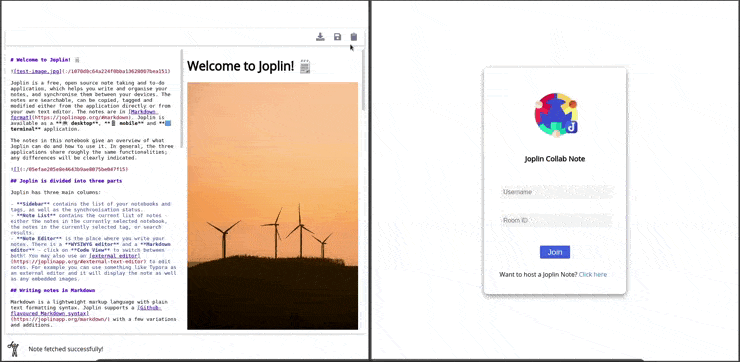 # Welcome to Joplin!
![test-image.jpg](:/1070d0c64a224f0bba13620867bea151)
Joplin is a free, open source note taking and to-do
application, which helps you write and organise your
notes, and synchronise them between your devices. The
notes are searchable, can be copied, tagged and
modified either from the application directly or from
your own text editor. The notes are in [Markdown
format](https://joplinapp.org/#markdown). Joplin is
available as a **💻 desktop**, **📱 mobile** and **
terminal** application.
The notes in this notebook give an overview of what
Joplin can do and how to use it. In general, the three
applications share roughly the same functionalities;
any differences will be clearly indicated.
## Joplin is divided into three parts
Joplin has three main columns:
- **Sidebar** contains the list of your notebooks and
tags, as well as the synchronisation status.
- **Note List** contains the current list of notes -
either the notes in the currently selected notebook,
the notes in the currently selected tag, or search
results.
- **Note Editor** is the place where you write your
notes. There is a **WYSIWYG editor** and a **Markdown
editor** - click on **Code View** to switch between
both! You may also use an [external editor]
(https://joplinapp.org/#external-text-editor) to edit
notes. For example you can use something like Typora as
an external editor and it will display the note as well
as any embedded images.
## Writing notes in Markdown
Markdown is a lightweight markup language with plain
text formatting syntax. Joplin supports a [Github-
flavoured Markdown syntax]
(https://joplinapp.org/markdown/) with a few variations
and additions.
Welcome to Joplin!
Note fetched successfully!
Joplin Collab Note
Username
Room ID
Join
Want to host a Joplin Note? Click here